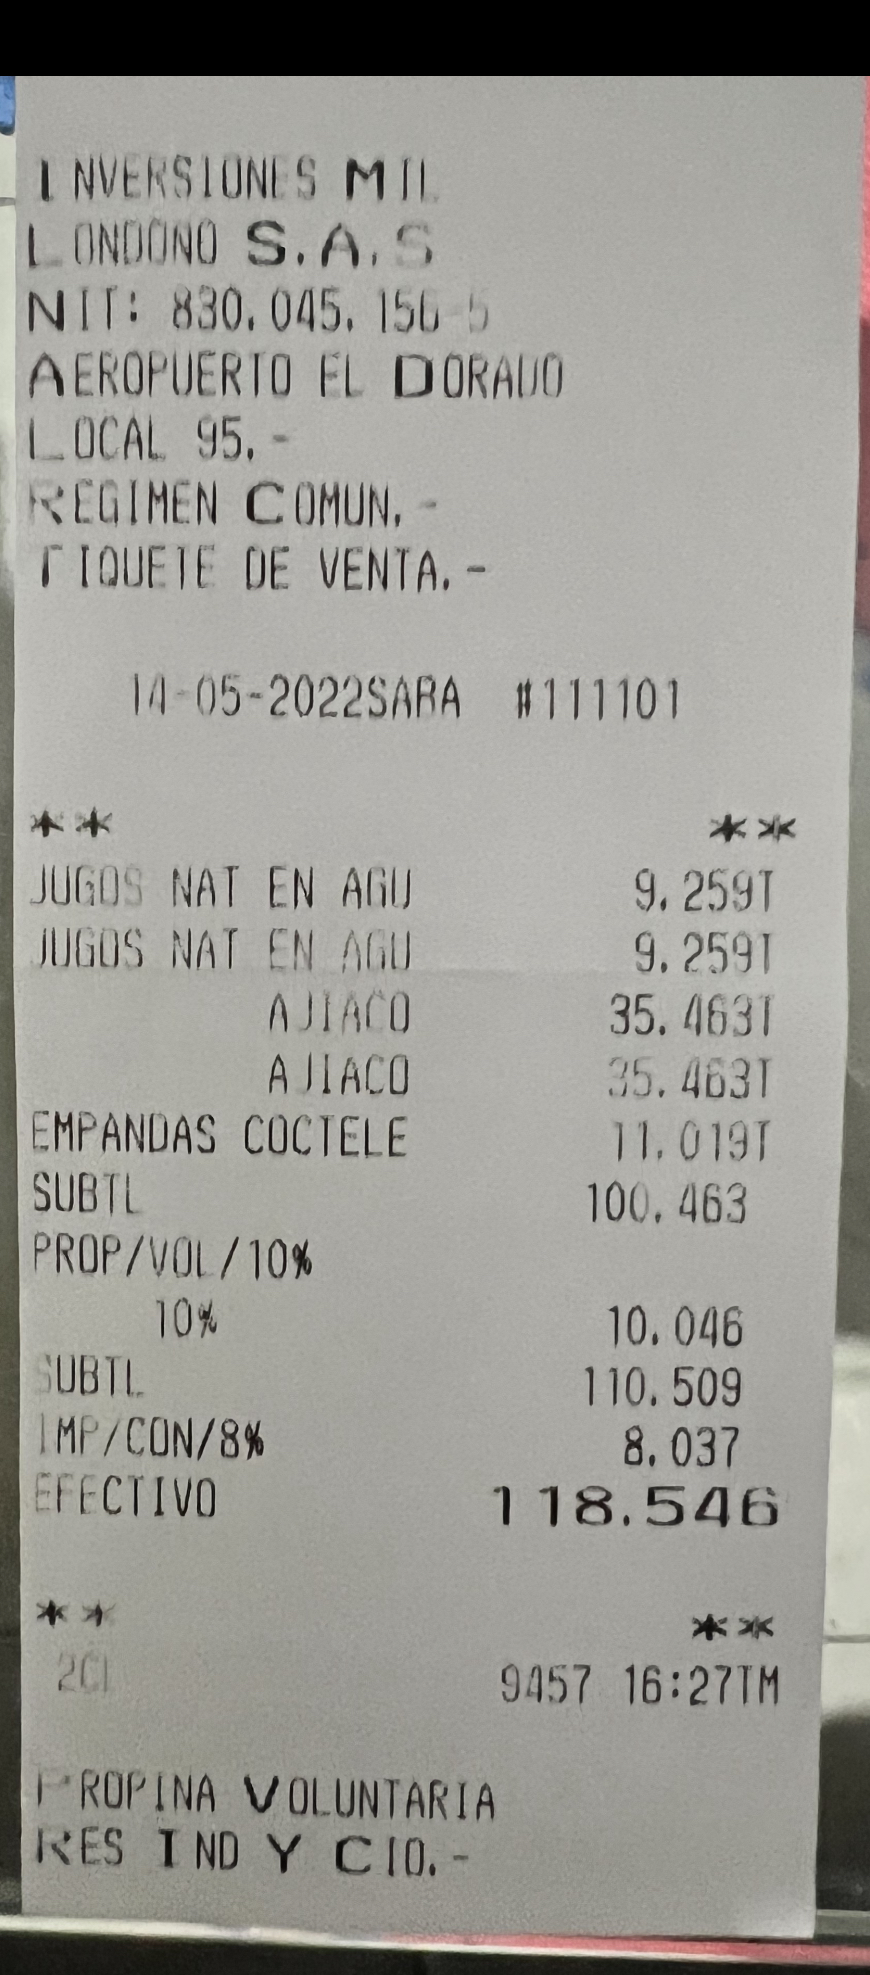 INVERSIONES MIL
LONDONO S.A.S
NIT: 830.045.156-5
AEROPUERTO EL DORADO
LOCAL 95.-
REGIMEN COMUN.-
TIQUETE DE VENTA.-
14-05-2022SARA #111101
** **
JUGOS NAT EN AGU 9.259T
JUGOS NAT EN AGU 9.259T
AJIACO 35.463T
AJIACO 35.463T
EMPANDAS COCTELE 11.019T
SUBTL 100.463
PROP/VOL/10%
10% 10.046
SUBTL 110.509
IMP/CON/8% 8.037
EFECTIVO 118.546
** **
9457 16:27TM
PROPINA VOLUNTARIA
RES IND Y CIO.-